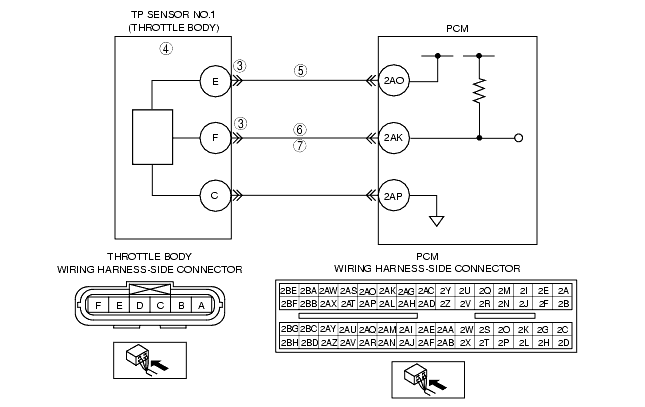 TP SENSOR NO.1
(THROTTLE BODY)
PCM
4
E
3
5
2AO
F
3
6
7
2AK
C
2AP
THROTTLE BODY
WIRING HARNESS-SIDE CONNECTOR
F E D C B A
PCM
WIRING HARNESS-SIDE CONNECTOR
2BE 2BA 2AW 2AS 2AO 2AK 2AG 2AC 2Y 2U 2Q 2M 2I 2E 2A
2BF 2BB 2AX 2AT 2AP 2AL 2AH 2AD 2Z 2V 2R 2N 2J 2F 2B
2BG 2BC 2AY 2AU 2AQ 2AM 2AI 2AE 2AA 2W 2S 2O 2K 2G 2C
2BH 2BD 2AZ 2AV 2AR 2AN 2AJ 2AF 2AB 2X 2T 2P 2L 2H 2D